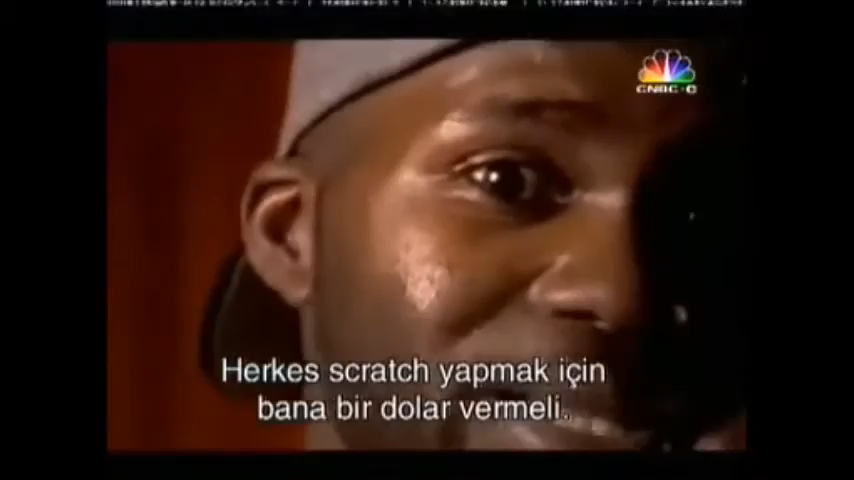 CNBC-e
Herkes scratch yapmak için
bana bir dolar vermeli.